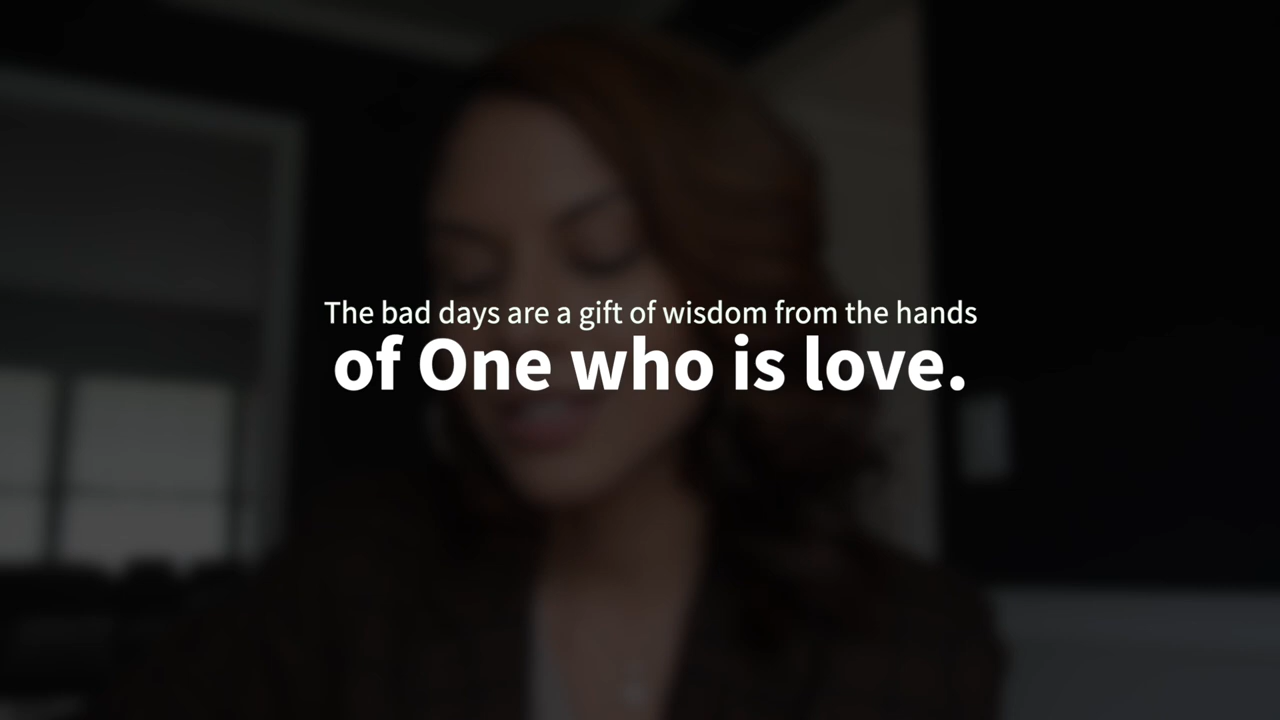 The bad days are a gift of wisdom from the hands
of One who is love.